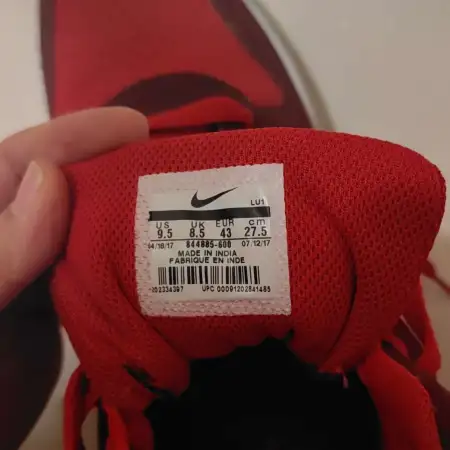 LU1
US UK EUR cm
9.5 8.5 43 27.5
04/18/17 844885-600 07/12/17
MADE IN INDIA
FABRIQUE EN INDE
UPC 00091202841485